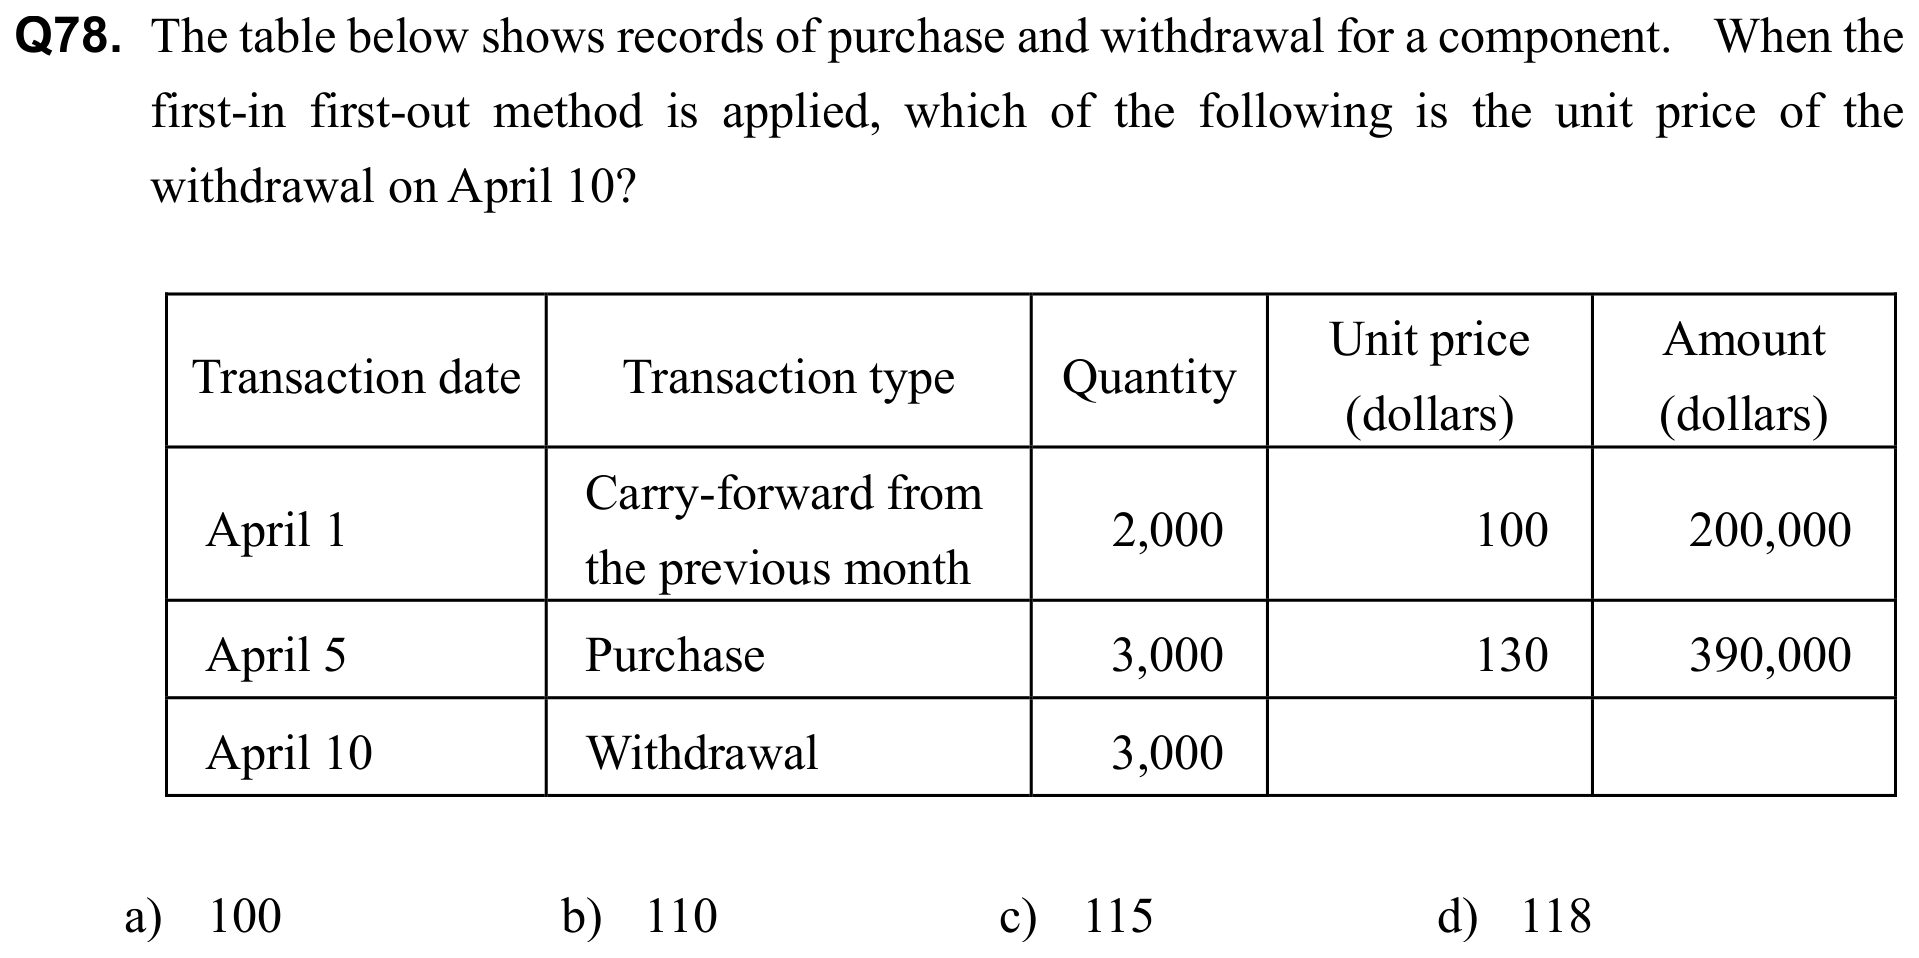 Q78. The table below shows records of purchase and withdrawal for a component. When the
first-in first-out method is applied, which of the following is the unit price of the
withdrawal on April 10?
Transaction date Transaction type Quantity Unit price (dollars) Amount (dollars)
April 1 Carry-forward from the previous month 2,000 100 200,000
April 5 Purchase 3,000 130 390,000
April 10 Withdrawal 3,000
a) 100 b) 110 c) 115 d) 118